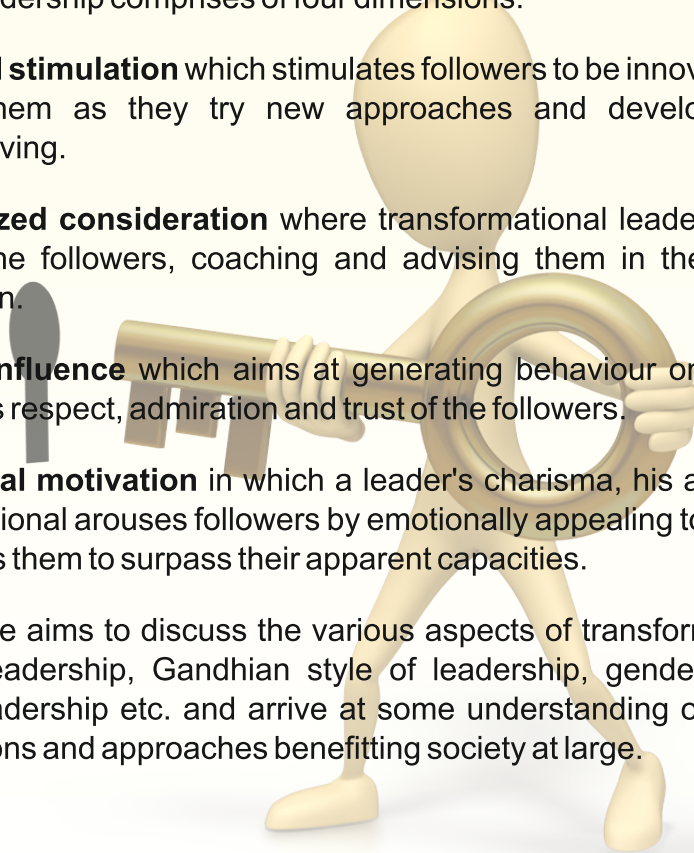 dership comprises of four dimensions.
l stimulation which stimulates followers to be innov
hem as they try new approaches and develo
ving.
zed consideration where transformational leade
he followers, coaching and advising them in the
n.
nfluence which aims at generating behaviour on
s respect, admiration and trust of the followers.
al motivation in which a leader's charisma, his a
ional arouses followers by emotionally appealing to
s them to surpass their apparent capacities.
e aims to discuss the various aspects of transform
eadership, Gandhian style of leadership, gende
dership etc. and arrive at some understanding o
ons and approaches benefitting society at large.